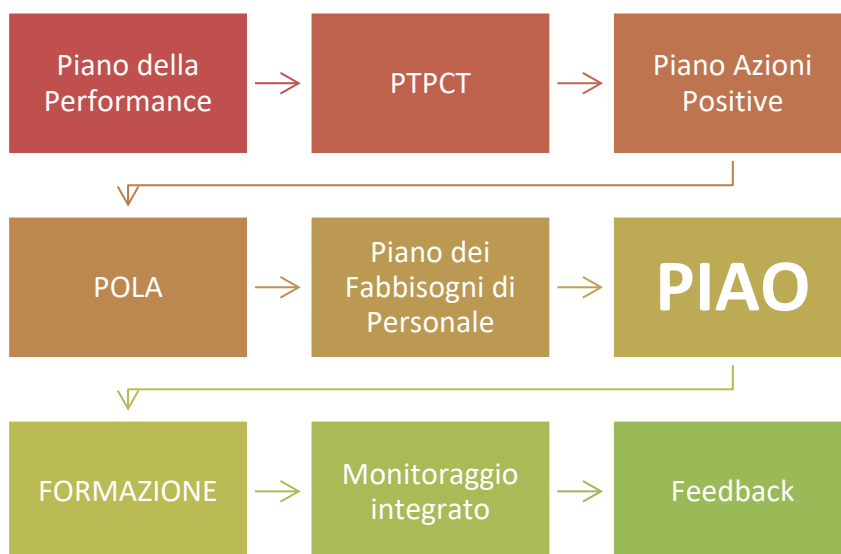 Piano della
Performance
PTPCT
Piano Azioni
Positive
POLA
Piano dei
Fabbisogni di
Personale
PIAO
FORMAZIONE
Monitoraggio
integrato
Feedback